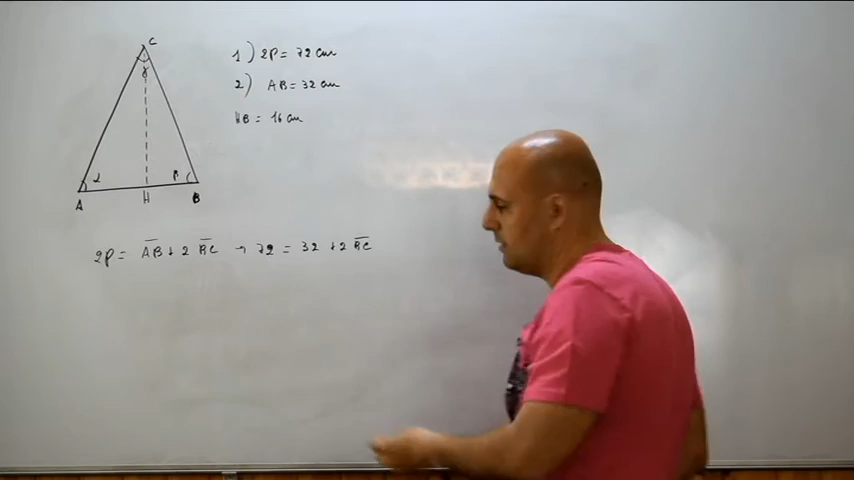 C
γ
1) 2P = 72 cm
2) AB = 32 cm
HB = 16 cm
α β
A H B
2P = AB + 2 BC → 72 = 32 + 2 BC